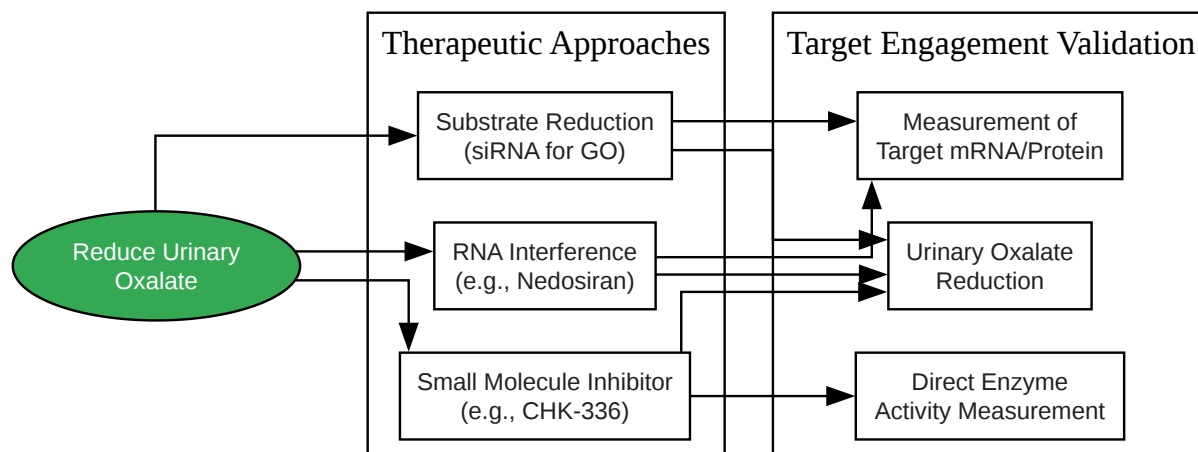 Therapeutic Approaches
Target Engagement Validation
Reduce Urinary
Oxalate
Substrate Reduction
(siRNA for GO)
RNA Interference
(e.g., Nedosiran)
Small Molecule Inhibitor
(e.g., CHK-336)
Measurement of
Target mRNA/Protein
Urinary Oxalate
Reduction
Direct Enzyme
Activity Measurement